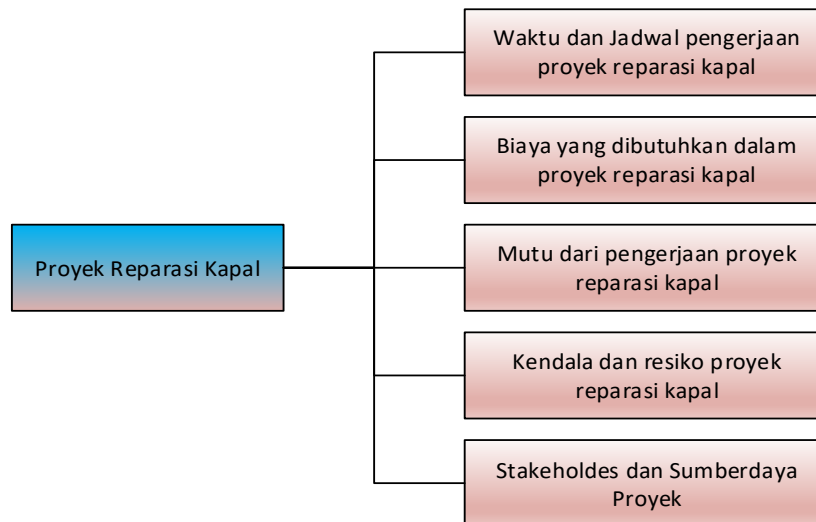 Waktu dan Jadwal pengerjaan
proyek reparasi kapal
Biaya yang dibutuhkan dalam
proyek reparasi kapal
Proyek Reparasi Kapal
Mutu dari pengerjaan proyek
reparasi kapal
Kendala dan resiko proyek
reparasi kapal
Stakeholdes dan Sumberdaya
Proyek